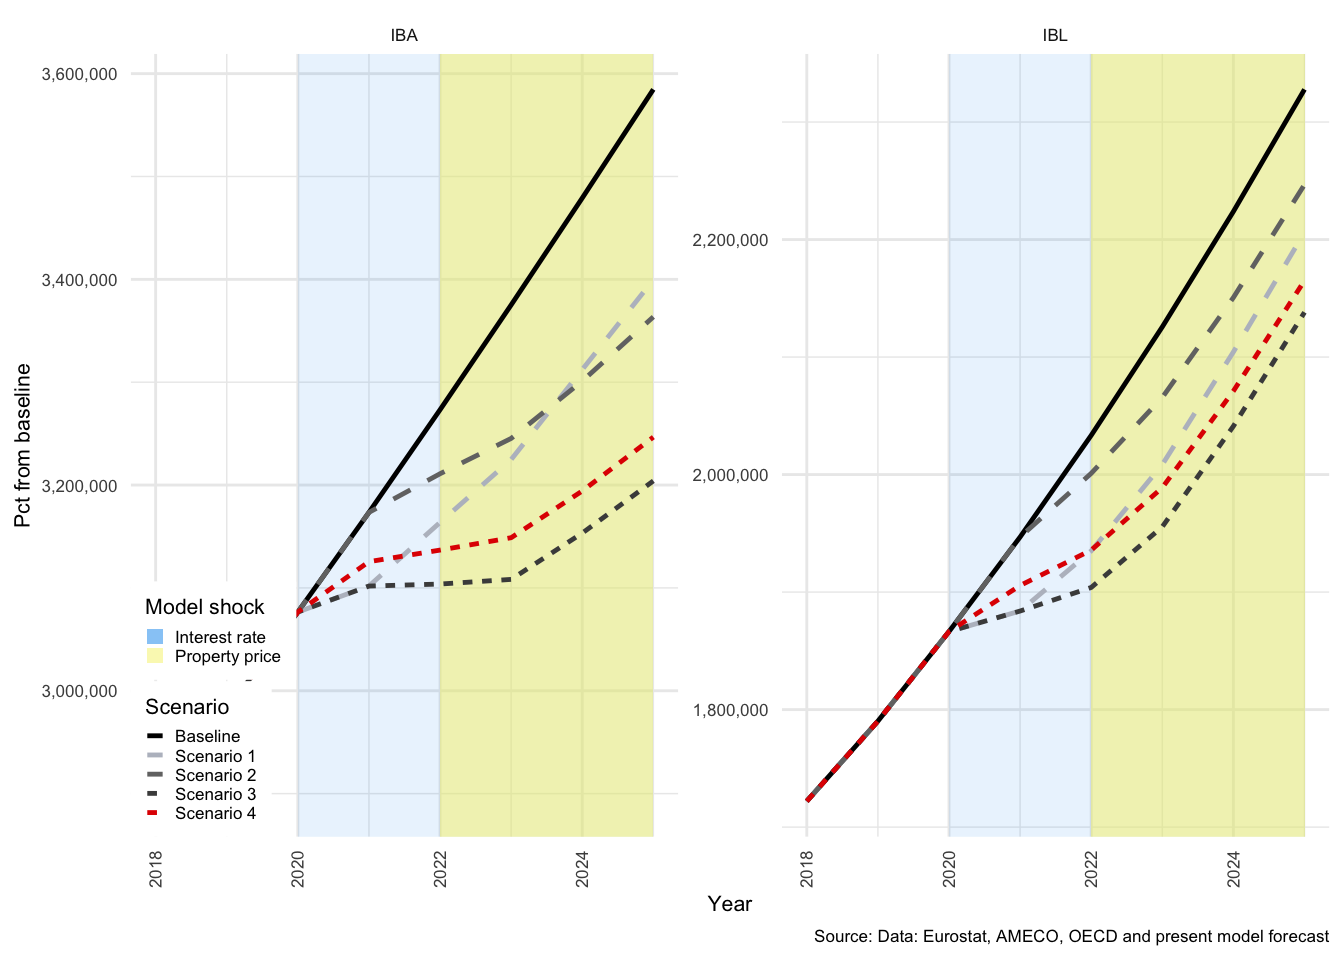 IBA
IBL
Pct from baseline
3,600,000
3,400,000
3,200,000
3,000,000
2,200,000
2,000,000
1,800,000
Model shock
Interest rate
Property price
Scenario
Baseline
Scenario 1
Scenario 2
Scenario 3
Scenario 4
2018
2020
2022
2024
2018
2020
2022
2024
Year
Source: Data: Eurostat, AMECO, OECD and present model forecast